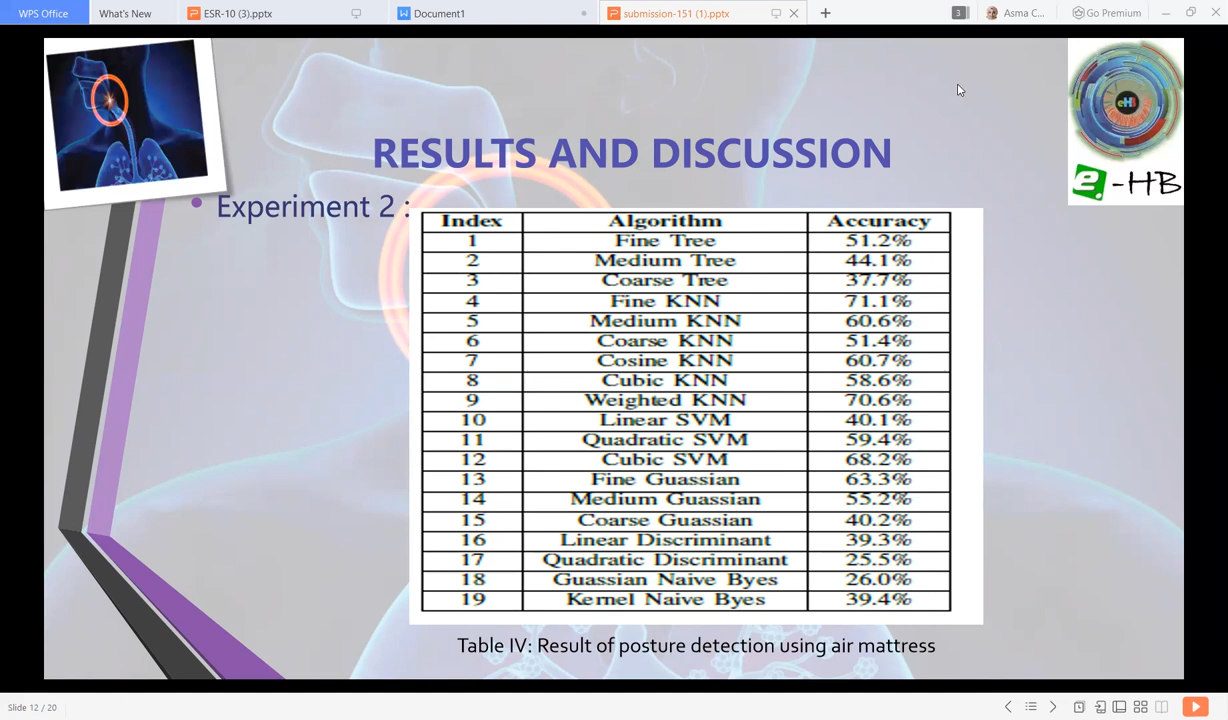 WPS Office What's New ESR-10 (3).pptx Document1 submission-151 (1).pptx 3 Asma C... Go Premium
eHB
e -HB
RESULTS AND DISCUSSION
Experiment 2 :
Index Algorithm Accuracy
1 Fine Tree 51.2%
2 Medium Tree 44.1%
3 Coarse Tree 37.7%
4 Fine KNN 71.1%
5 Medium KNN 60.6%
6 Coarse KNN 51.4%
7 Cosine KNN 60.7%
8 Cubic KNN 58.6%
9 Weighted KNN 70.6%
10 Linear SVM 40.1%
11 Quadratic SVM 59.4%
12 Cubic SVM 68.2%
13 Fine Guassian 63.3%
14 Medium Guassian 55.2%
15 Coarse Guassian 40.2%
16 Linear Discriminant 39.3%
17 Quadratic Discriminant 25.5%
18 Guassian Naive Byes 26.0%
19 Kernel Naive Byes 39.4%
Table IV: Result of posture detection using air mattress
Slide 12 / 20